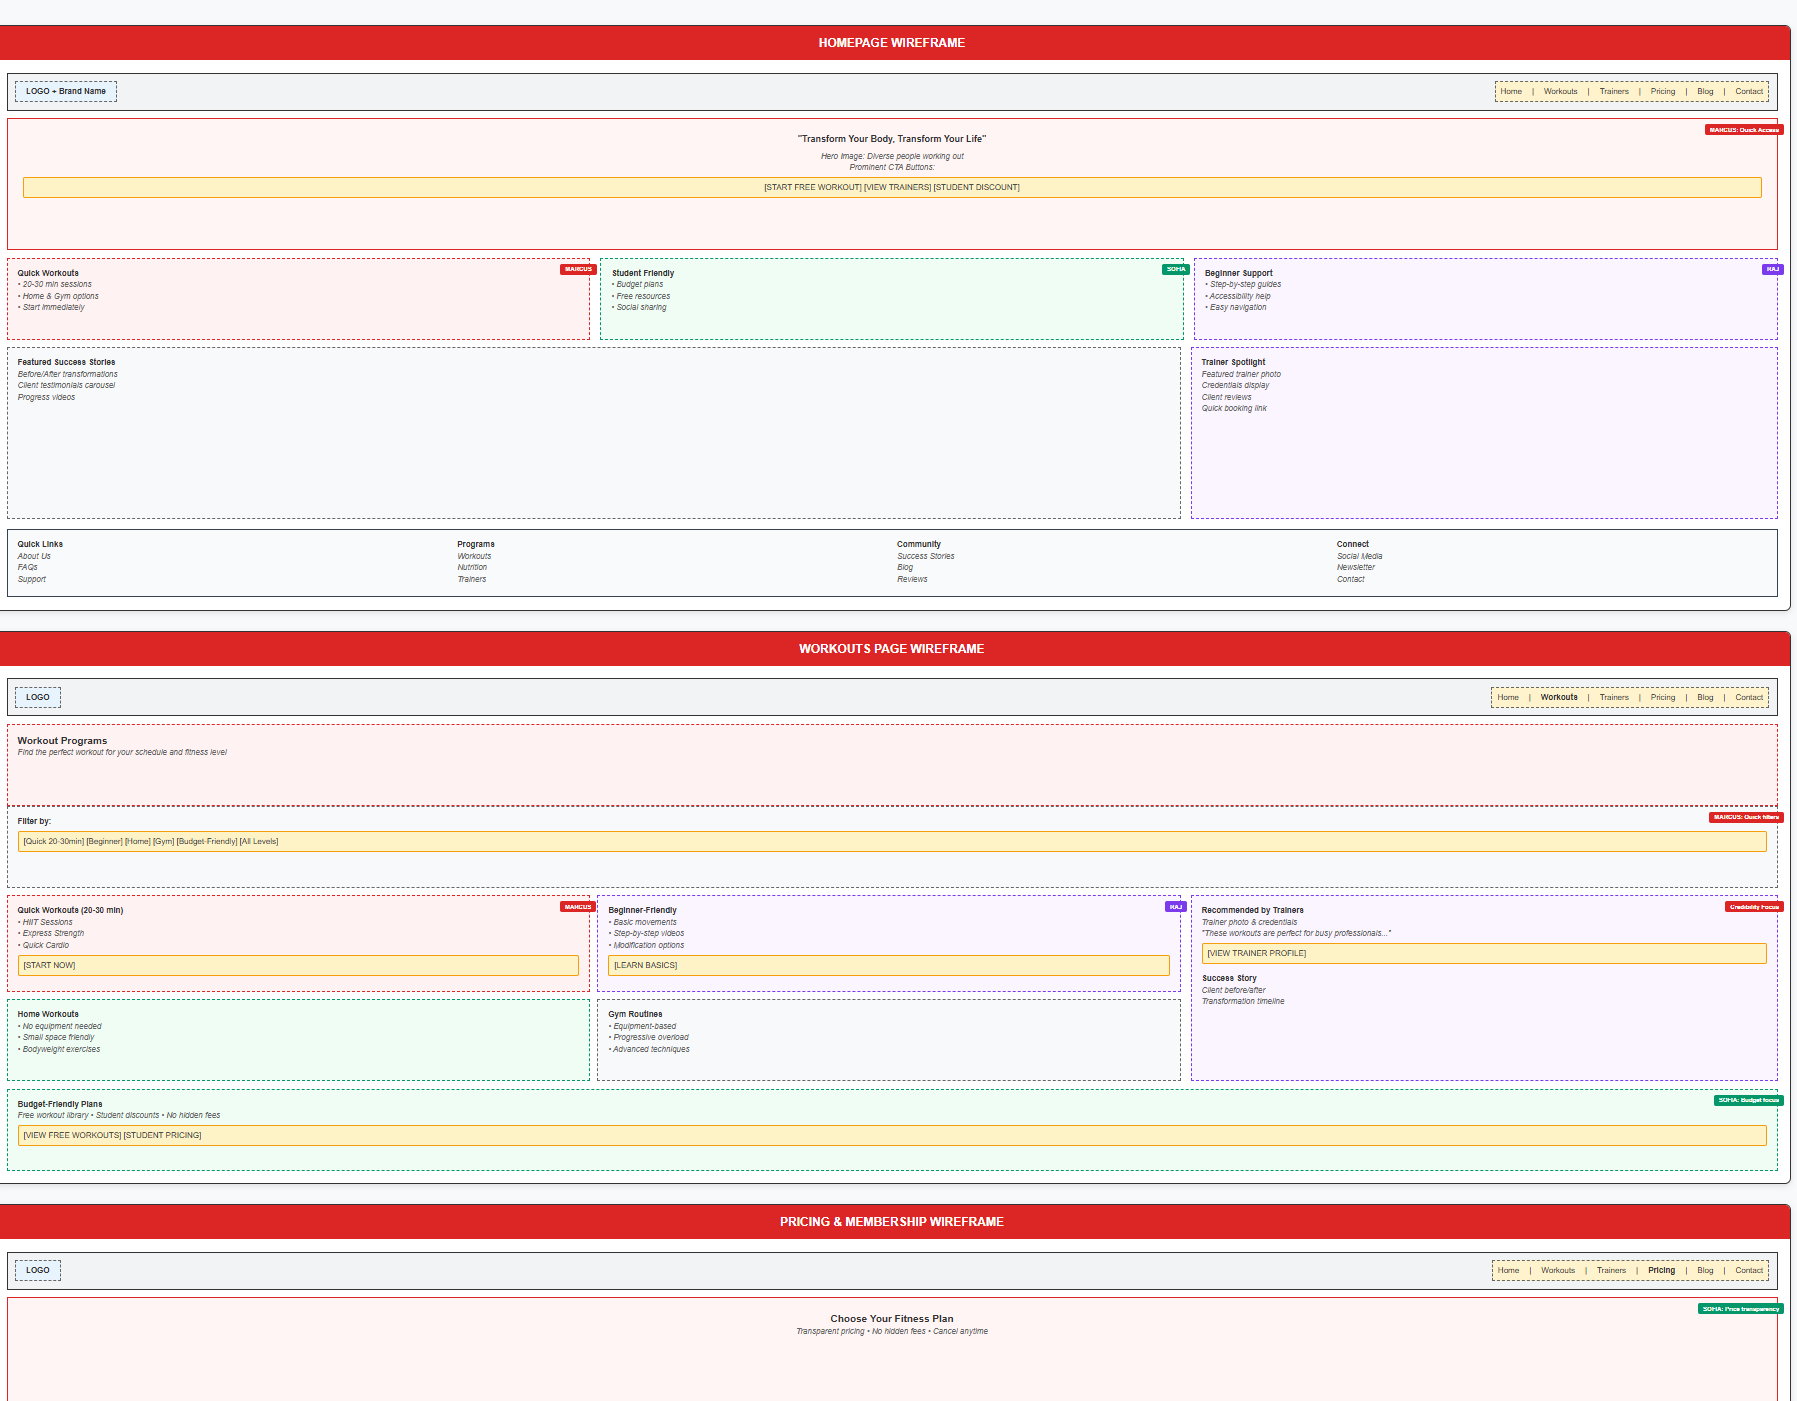 HOMEPAGE WIREFRAME
LOGO + Brand Name
Home | Workouts | Trainers | Pricing | Blog | Contact
MARCUS: Quick Access
"Transform Your Body, Transform Your Life"
Hero Image: Diverse people working out
Prominent CTA Buttons:
[START FREE WORKOUT] [VIEW TRAINERS] [STUDENT DISCOUNT]
MARCUS
Quick Workouts
• 20-30 min sessions
• Home & Gym options
• Start immediately
SOFIA
Student Friendly
• Budget plans
• Free resources
• Social sharing
RAJ
Beginner Support
• Step-by-step guides
• Accessibility help
• Easy navigation
Featured Success Stories
Before/After transformations
Client testimonials carousel
Progress videos
Trainer Spotlight
Featured trainer photo
Credentials display
Client reviews
Quick booking link
Quick Links
About Us
FAQs
Support
Programs
Workouts
Nutrition
Trainers
Community
Success Stories
Blog
Reviews
Connect
Social Media
Newsletter
Contact
WORKOUTS PAGE WIREFRAME
LOGO
Home | Workouts | Trainers | Pricing | Blog | Contact
Workout Programs
Find the perfect workout for your schedule and fitness level
MARCUS: Quick filters
Filter by:
[Quick 20-30min] [Beginner] [Home] [Gym] [Budget-Friendly] [All Levels]
MARCUS
Quick Workouts (20-30 min)
• HIIT Sessions
• Express Strength
• Quick Cardio
[START NOW]
RAJ
Beginner-Friendly
• Basic movements
• Step-by-step videos
• Modification options
[LEARN BASICS]
Credibility Focus
Recommended by Trainers
Trainer photo & credentials
"These workouts are perfect for busy professionals..."
[VIEW TRAINER PROFILE]
Success Story
Client before/after
Transformation timeline
Home Workouts
• No equipment needed
• Small space friendly
• Bodyweight exercises
Gym Routines
• Equipment-based
• Progressive overload
• Advanced techniques
SOFIA: Budget focus
Budget-Friendly Plans
Free workout library • Student discounts • No hidden fees
[VIEW FREE WORKOUTS] [STUDENT PRICING]
PRICING & MEMBERSHIP WIREFRAME
LOGO
Home | Workouts | Trainers | Pricing | Blog | Contact
SOFIA: Price transparency
Choose Your Fitness Plan
Transparent pricing • No hidden fees • Cancel anytime